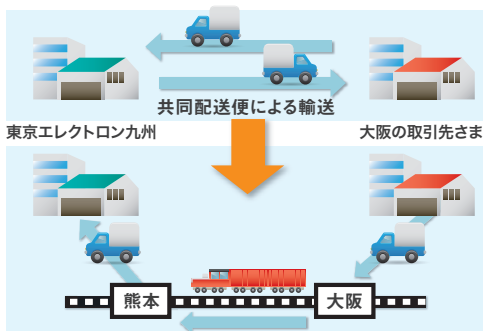 共同配送便による輸送
東京エレクトロン九州
大阪の取引先さま
熊本
大阪